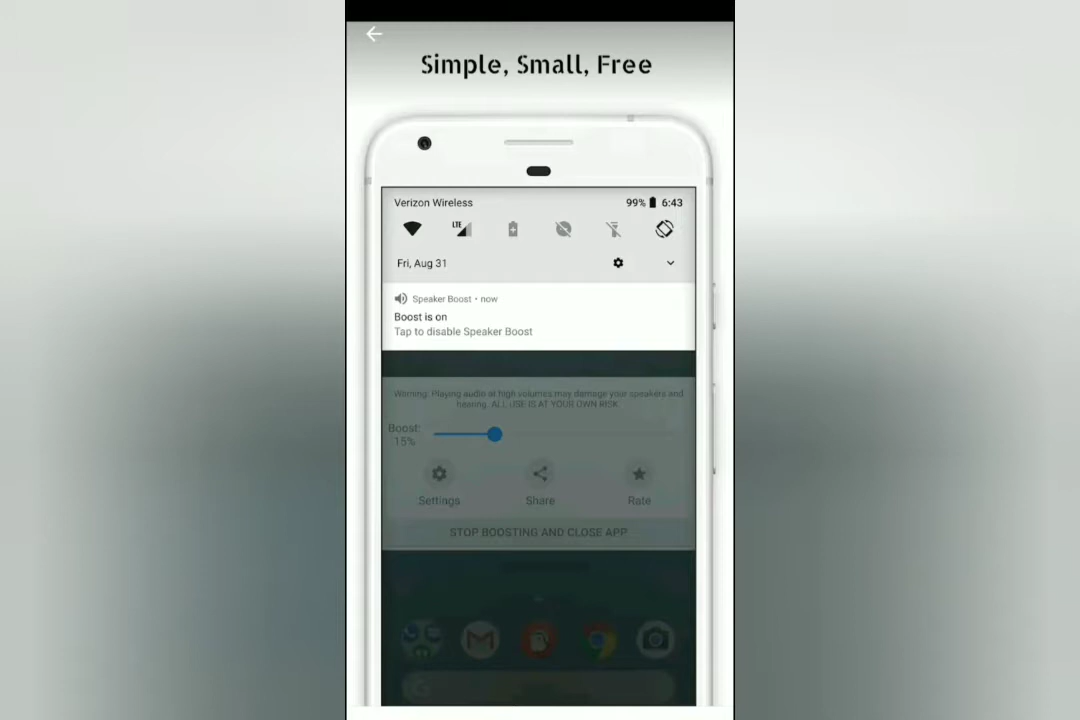 Simple, Small, Free
Verizon Wireless 99% 6:43
LTE
Fri, Aug 31
Speaker Boost • now
Boost is on
Tap to disable Speaker Boost
Warning: Playing audio at high volumes may damage your speakers and
hearing. ALL USE IS AT YOUR OWN RISK.
Boost:
15%
Settings Share Rate
STOP BOOSTING AND CLOSE APP